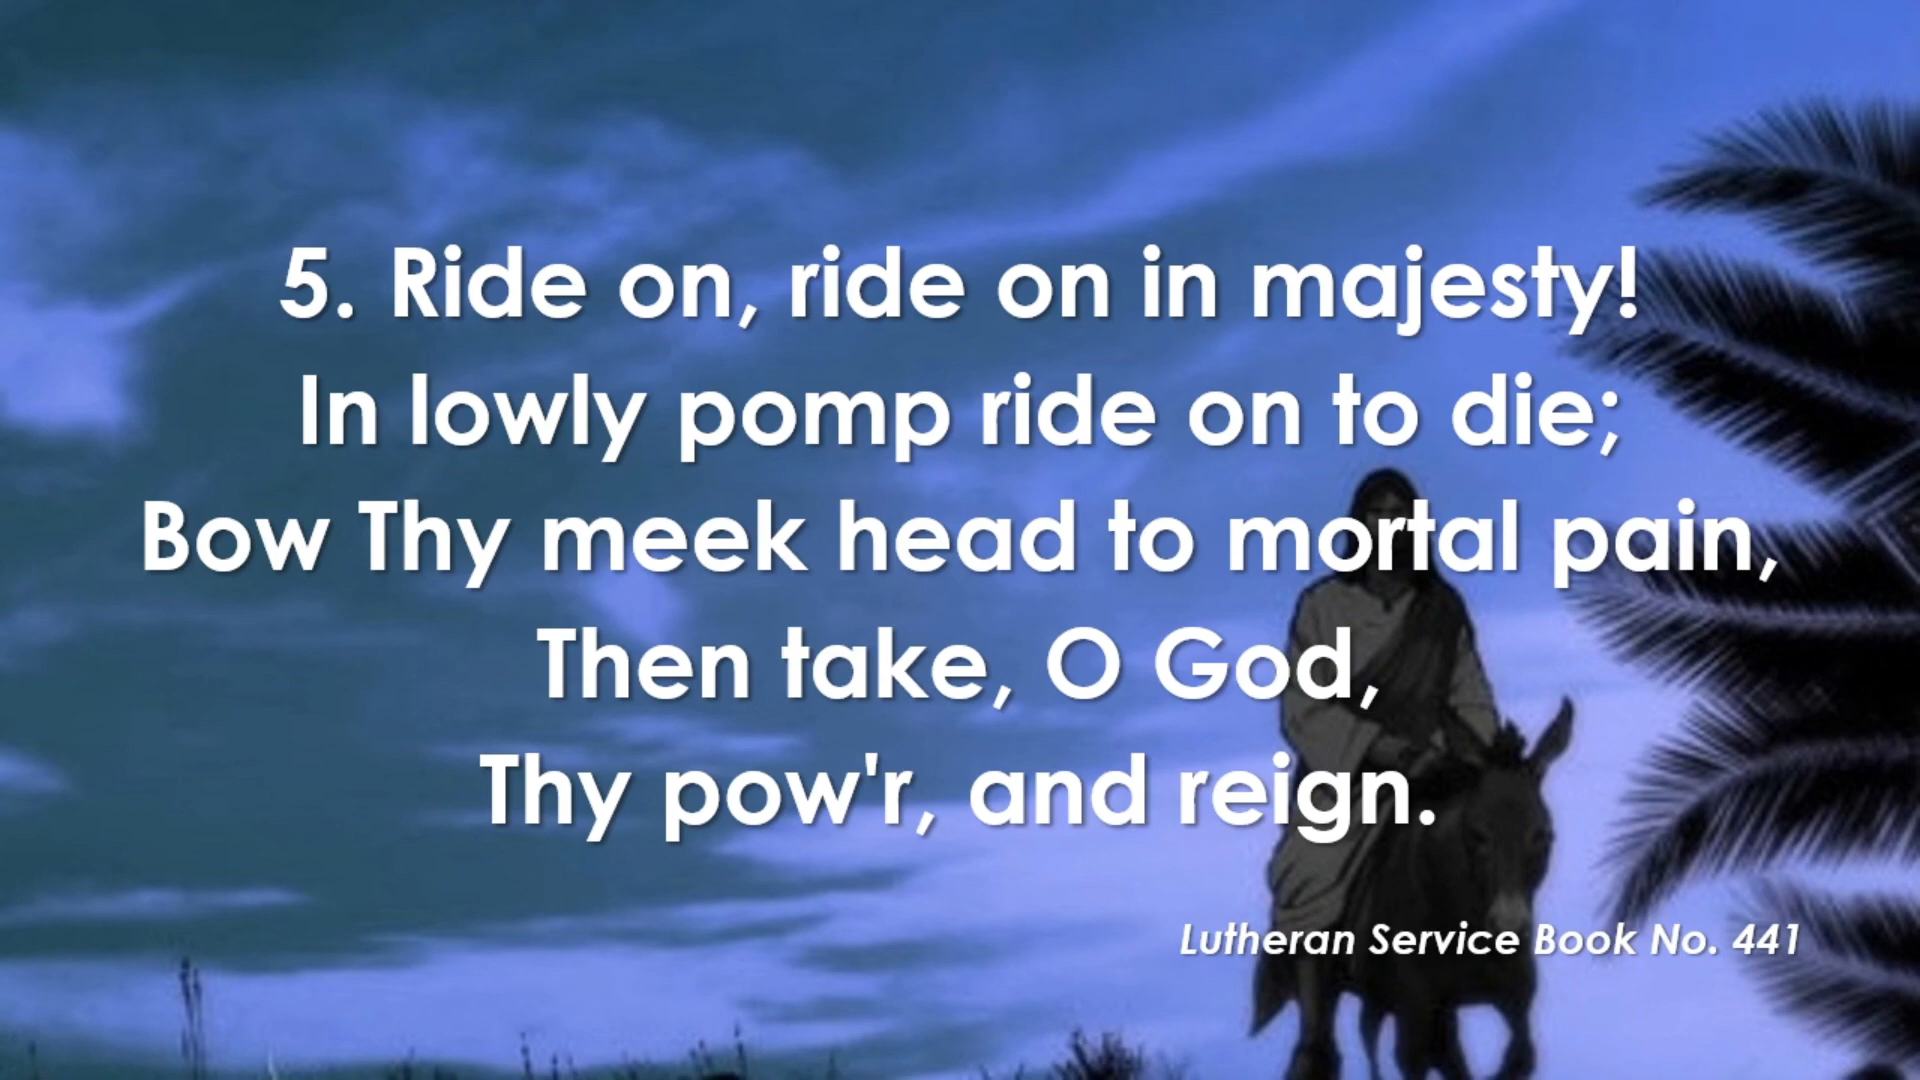 5. Ride on, ride on in majesty!
In lowly pomp ride on to die;
Bow Thy meek head to mortal pain,
Then take, O God,
Thy pow'r, and reign.
Lutheran Service Book No. 441